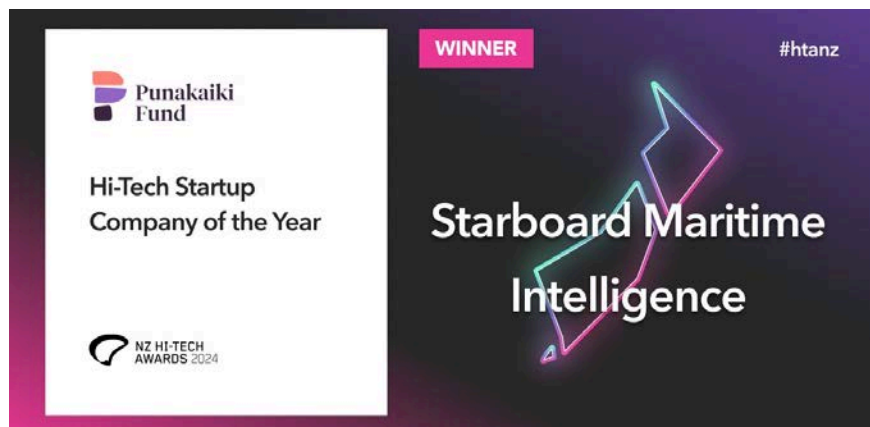 Punakaiki
Fund
Hi-Tech Startup
Company of the Year
NZ HI-TECH
AWARDS 2024
WINNER
#htanz
Starboard Maritime
Intelligence